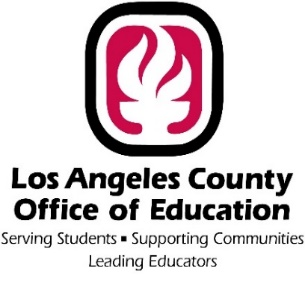 Los Angeles County
Office of Education
Serving Students ▪ Supporting Communities
Leading Educators